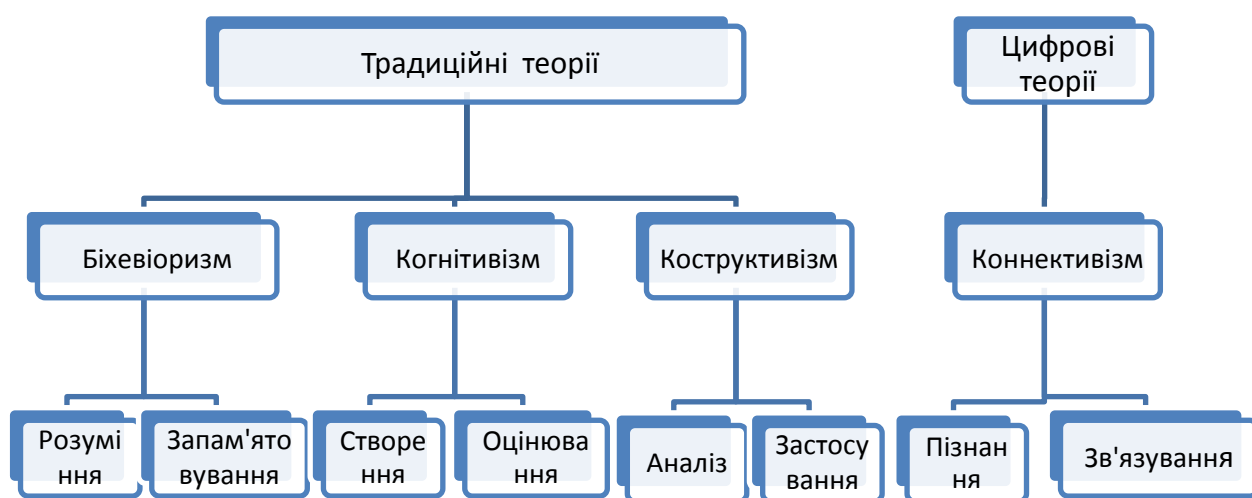 Традиційні теорії
Цифрові
теорії
Біхевіоризм
Когнітивізм
Коструктивізм
Коннективізм
Розумі
ння
Запам'ято
вування
Створе
ння
Оцінюва
ння
Аналіз
Застосу
вання
Пізнан
ня
Зв'язування